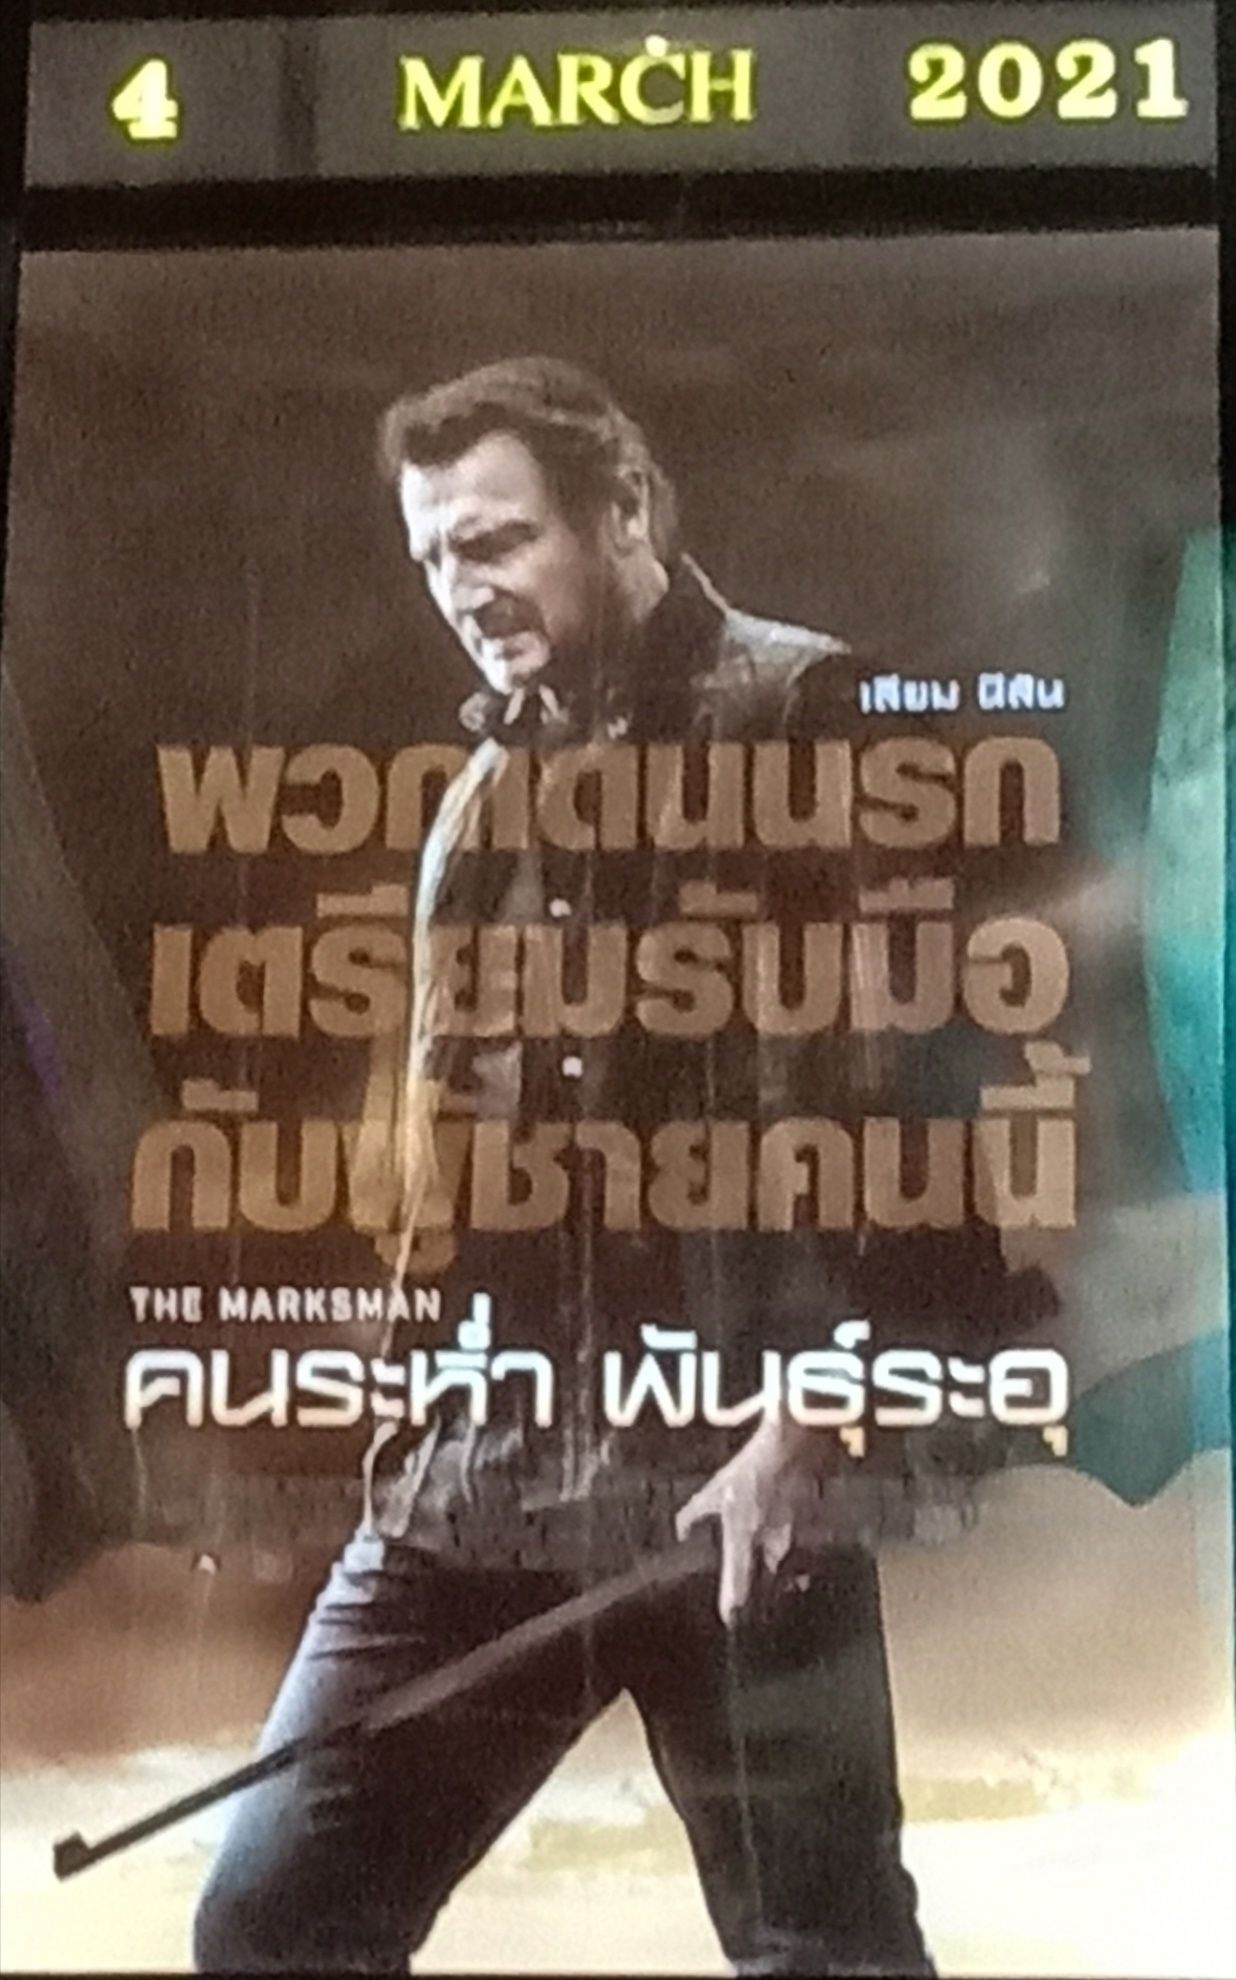 4 MARCH 2021
เลียม นีสัน
พวกเดนนรก
เตรียมรับมือ
กับผู้ชายคนนี้
THE MARKSMAN
คนระห่ำ พันธุ์ระอุ